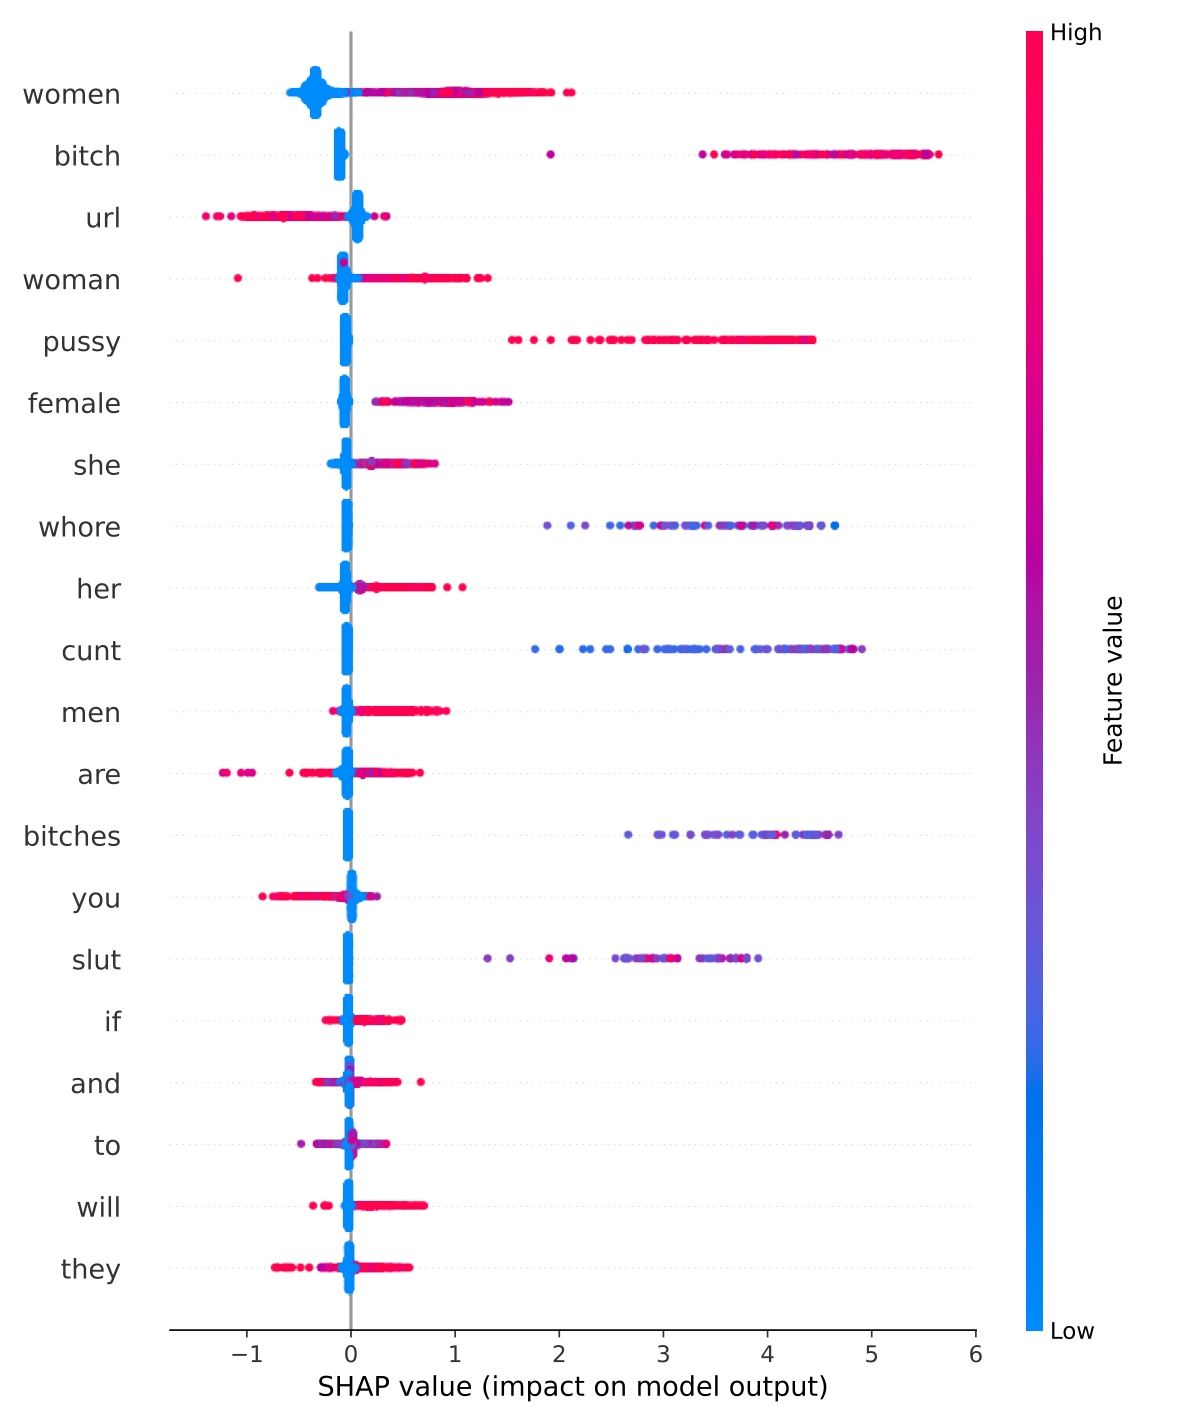 High
women
bitch
url
woman
pussy
female
she
whore
her
cunt
men
are
bitches
you
slut
if
and
to
will
they
Feature value
Low
−1 0 1 2 3 4 5 6
SHAP value (impact on model output)